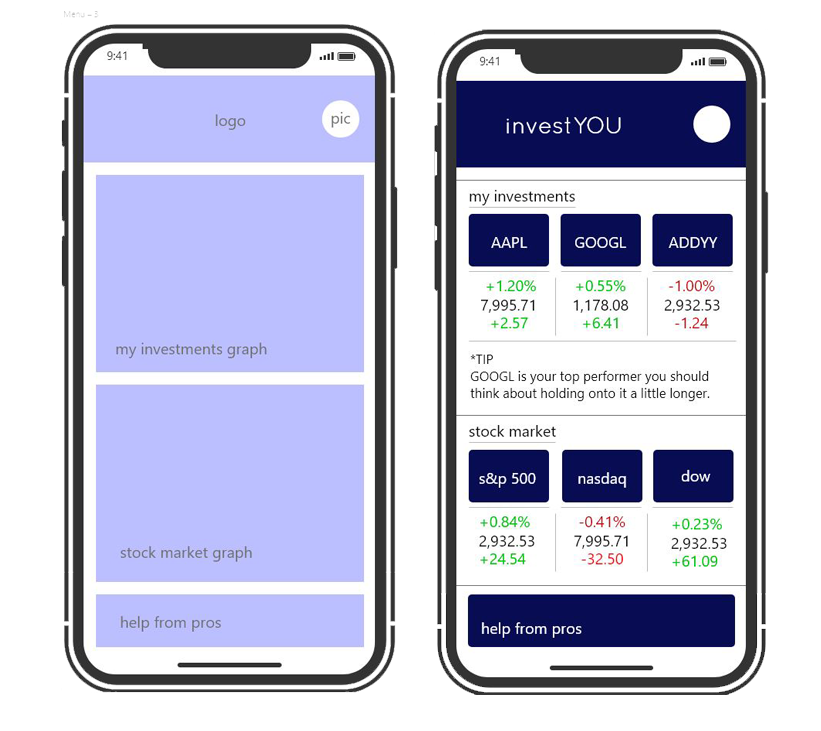 Menu – 3
9:41
logo
pic
my investments graph
stock market graph
help from pros
9:41
investYOU
my investments
AAPL GOOGL ADDYY
+1.20% +0.55% -1.00%
7,995.71 1,178.08 2,932.53
+2.57 +6.41 -1.24
*TIP
GOOGL is your top performer you should
think about holding onto it a little longer.
stock market
s&p 500 nasdaq dow
+0.84% -0.41% +0.23%
2,932.53 7,995.71 2,932.53
+24.54 -32.50 +61.09
help from pros